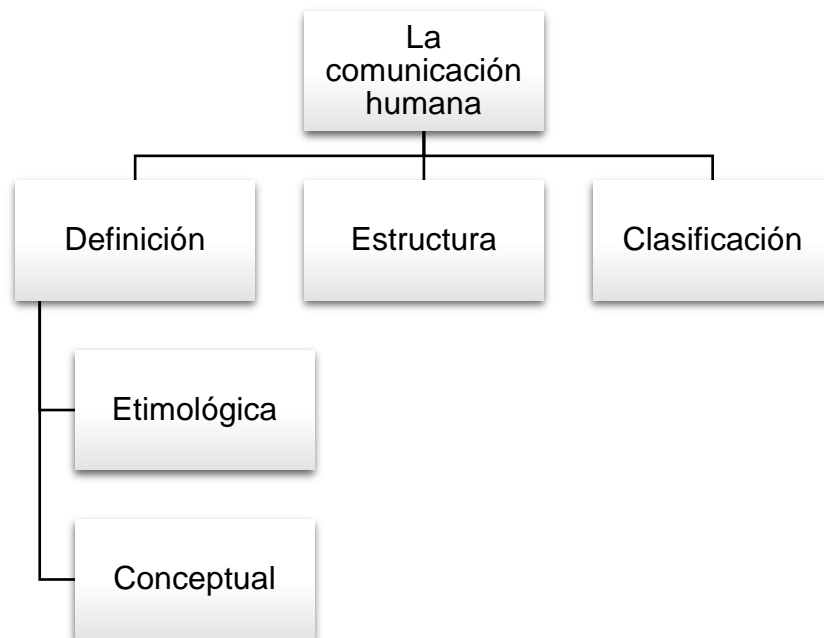 La
comunicación
humana
Definición
Estructura
Clasificación
Etimológica
Conceptual